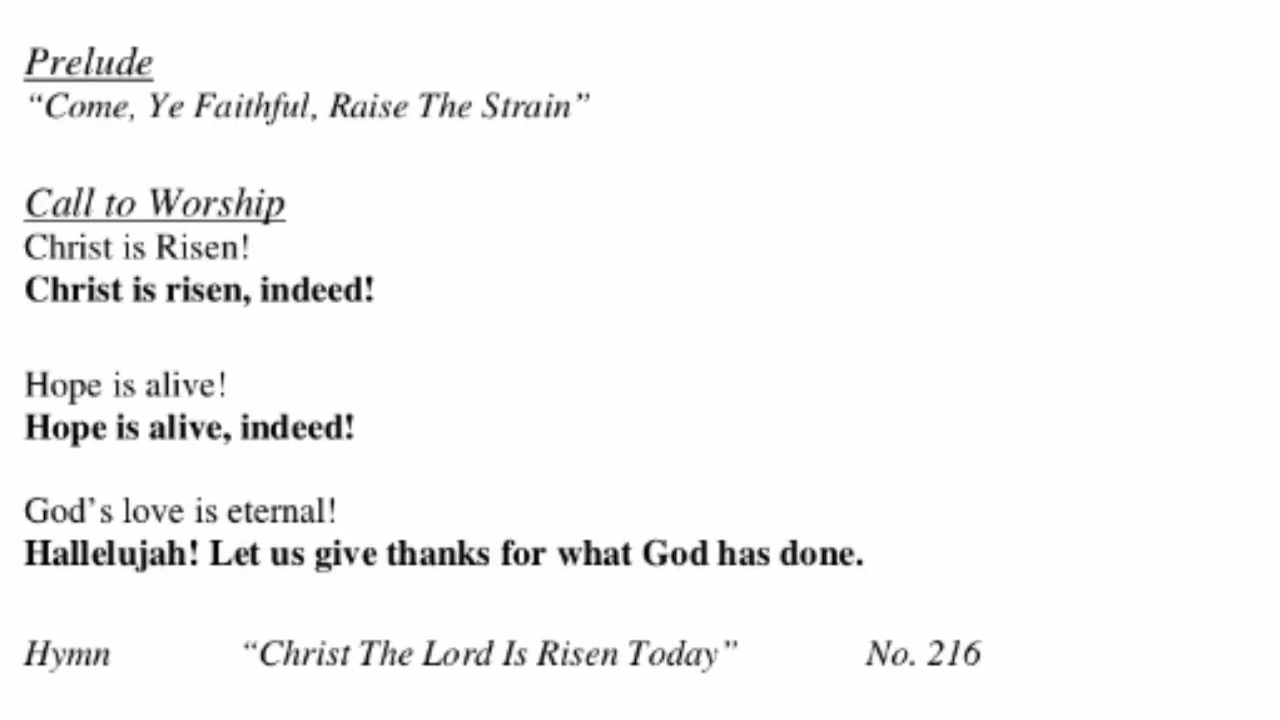 Prelude
“Come, Ye Faithful, Raise The Strain”
Call to Worship
Christ is Risen!
Christ is risen, indeed!
Hope is alive!
Hope is alive, indeed!
God’s love is eternal!
Hallelujah! Let us give thanks for what God has done.
Hymn “Christ The Lord Is Risen Today” No. 216